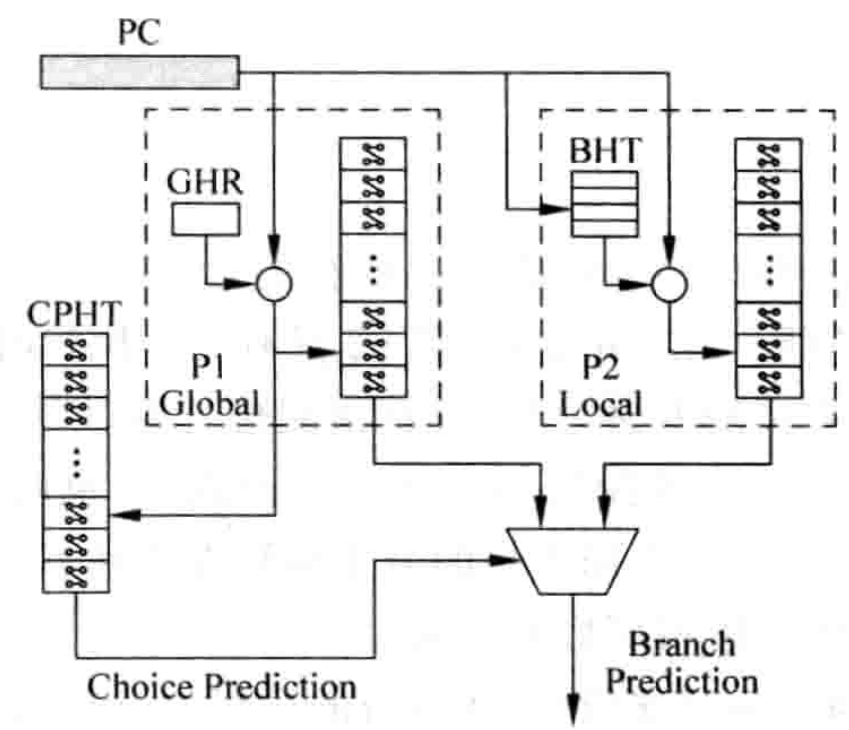 PC
GHR
BHT
...
...
CPHT
P1
Global
P2
Local
...
Choice Prediction
Branch
Prediction